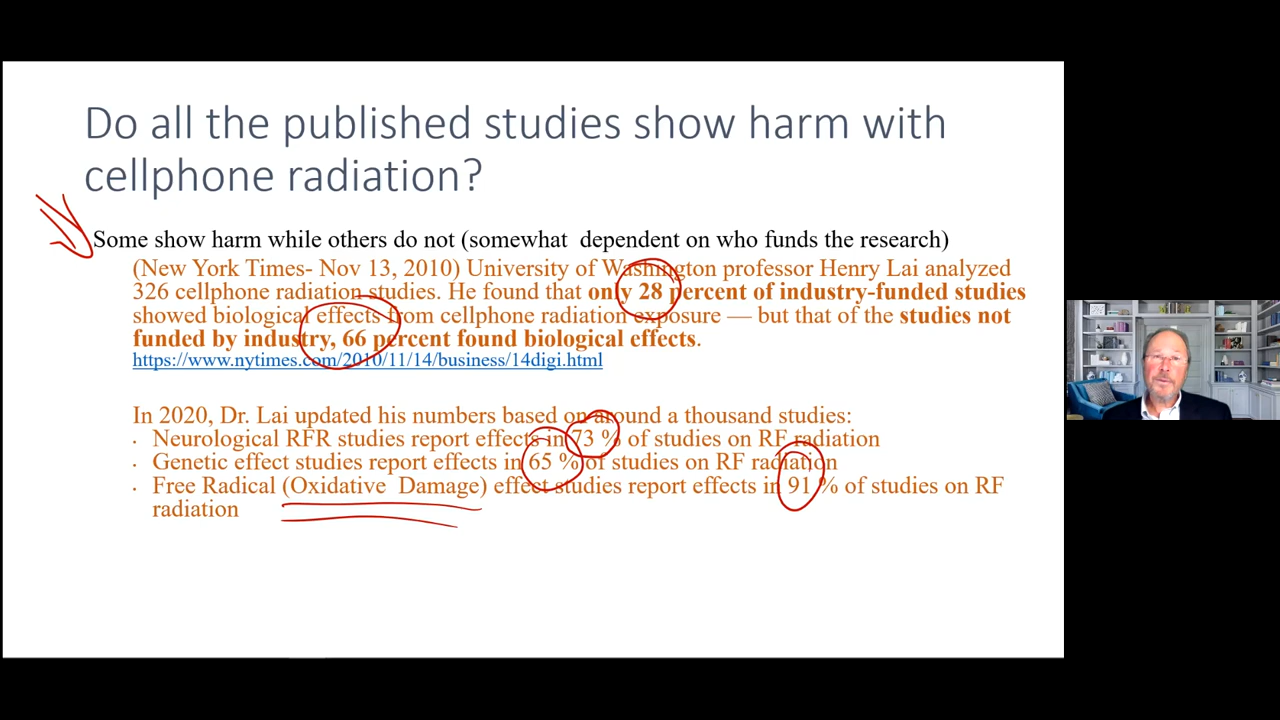 Do all the published studies show harm with
cellphone radiation?
Some show harm while others do not (somewhat dependent on who funds the research)
(New York Times- Nov 13, 2010) University of Washington professor Henry Lai analyzed
326 cellphone radiation studies. He found that only 28 percent of industry-funded studies
showed biological effects from cellphone radiation exposure — but that of the studies not
funded by industry, 66 percent found biological effects.
https://www.nytimes.com/2010/11/14/business/14digi.html
In 2020, Dr. Lai updated his numbers based on around a thousand studies:
· Neurological RFR studies report effects in 73 % of studies on RF radiation
· Genetic effect studies report effects in 65 % of studies on RF radiation
· Free Radical (Oxidative Damage) effect studies report effects in 91 % of studies on RF
radiation